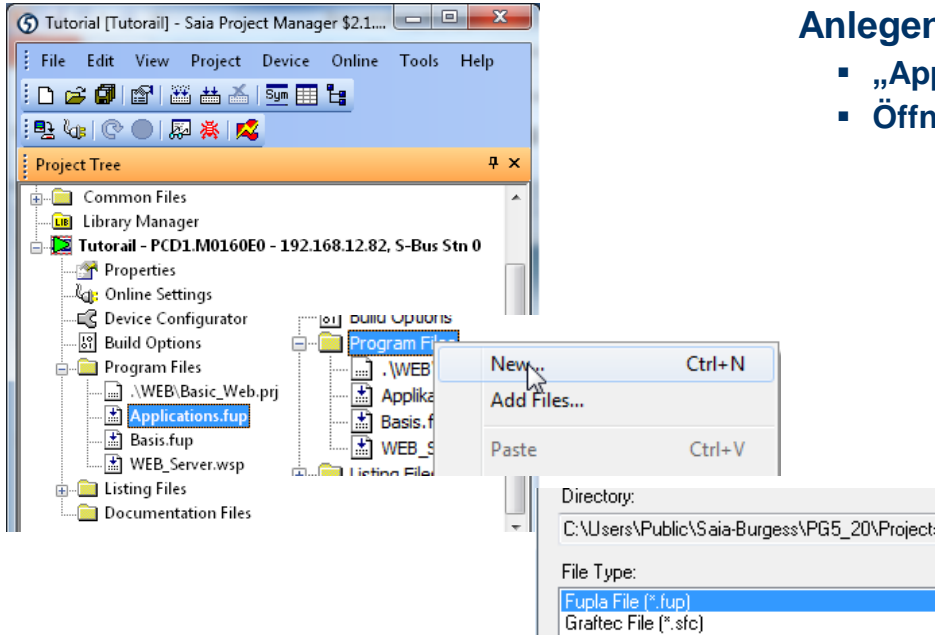 Tutorial [Tutorail] - Saia Project Manager $2.1....
File Edit View Project Device Online Tools Help
Sym
Project Tree
Common Files
LIB Library Manager
Tutorail - PCD1.M0160E0 - 192.168.12.82, S-Bus Stn 0
Properties
Online Settings
Device Configurator
Build Options
Program Files
.\WEB\Basic_Web.prj
Applications.fup
Basis.fup
WEB_Server.wsp
Listing Files
Documentation Files
Build Options
Program Files
.\WEB
Applika
Basis.f
WEB_S
Listing File
New... Ctrl+N
Add Files...
Paste Ctrl+V
Directory:
C:\Users\Public\Saia-Burgess\PG5_20\Project
File Type:
Fupla File (*.fup)
Graftec File (*.sfc)
Anlegen
▪ „App
▪ Öffn